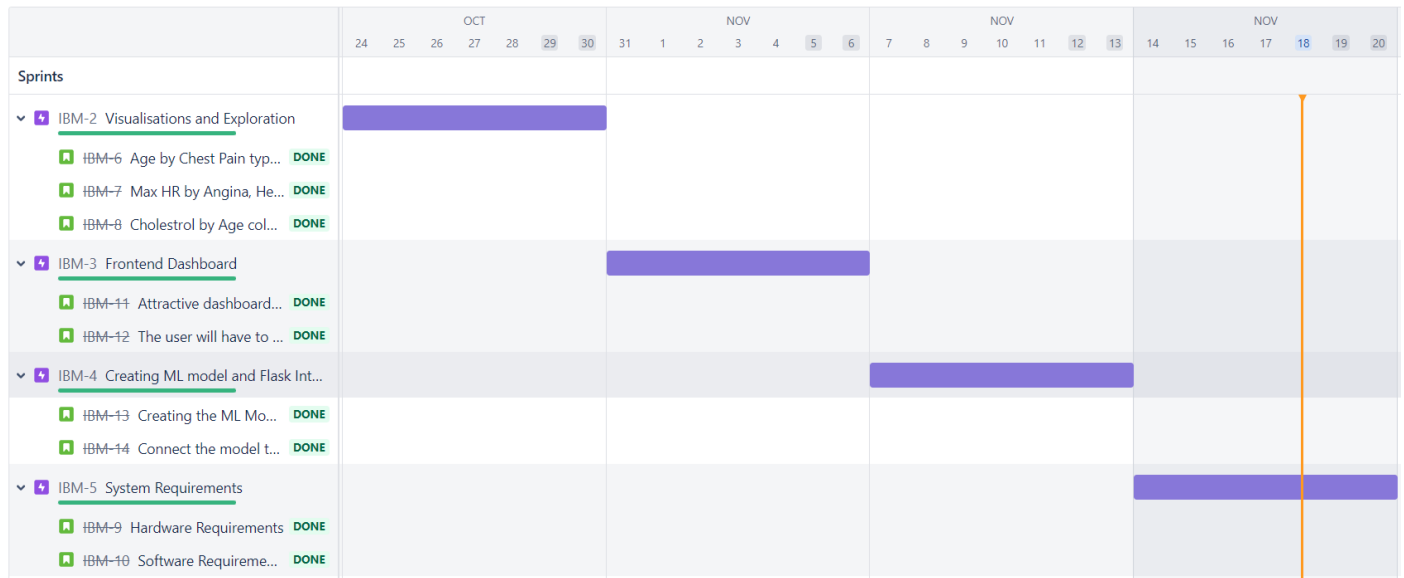 OCT NOV NOV NOV
24 25 26 27 28 29 30 31 1 2 3 4 5 6 7 8 9 10 11 12 13 14 15 16 17 18 19 20
Sprints
IBM-2 Visualisations and Exploration
IBM-6 Age by Chest Pain typ... DONE
IBM-7 Max HR by Angina, He... DONE
IBM-8 Cholestrol by Age col... DONE
IBM-3 Frontend Dashboard
IBM-11 Attractive dashboard... DONE
IBM-12 The user will have to ... DONE
IBM-4 Creating ML model and Flask Int...
IBM-13 Creating the ML Mo... DONE
IBM-14 Connect the model t... DONE
IBM-5 System Requirements
IBM-9 Hardware Requirements DONE
IBM-10 Software Requireme... DONE